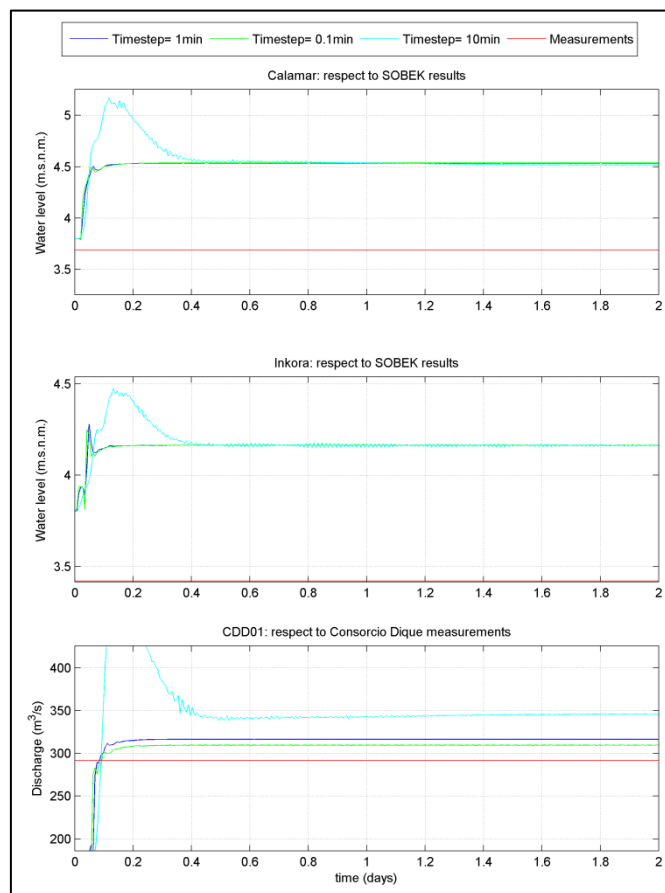 Timestep= 1min Timestep= 0.1min Timestep= 10min Measurements
Calamar: respect to SOBEK results
Water level (m.s.n.m.)
5
4.5
4
3.5
0 0.2 0.4 0.6 0.8 1 1.2 1.4 1.6 1.8 2
Inkora: respect to SOBEK results
Water level (m.s.n.m.)
4.5
4
3.5
0 0.2 0.4 0.6 0.8 1 1.2 1.4 1.6 1.8 2
CDD01: respect to Consorcio Dique measurements
Discharge (m³/s)
400
350
300
250
200
0 0.2 0.4 0.6 0.8 1 1.2 1.4 1.6 1.8 2
time (days)